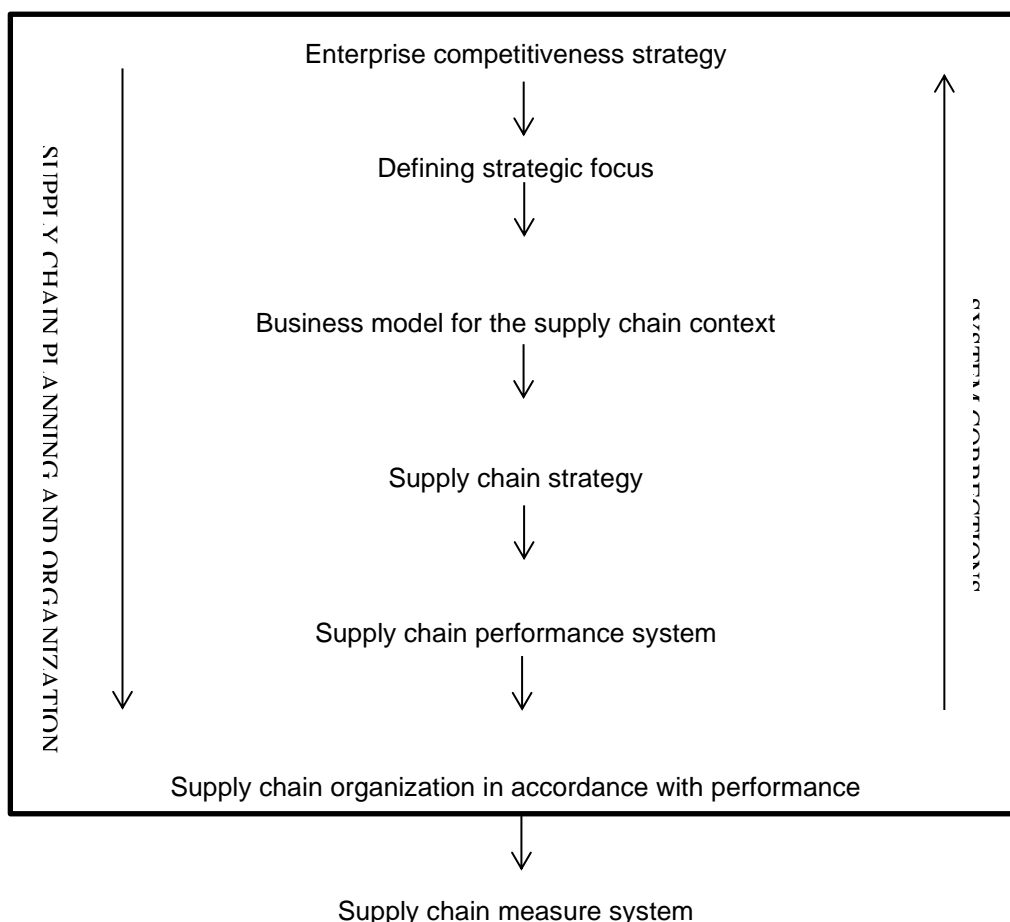 Enterprise competitiveness strategy
Defining strategic focus
Business model for the supply chain context
Supply chain strategy
Supply chain performance system
Supply chain organization in accordance with performance
Supply chain measure system
SUPPLY CHAIN PLANNING AND ORGANIZATION
SYSTEM CORRECTIONS